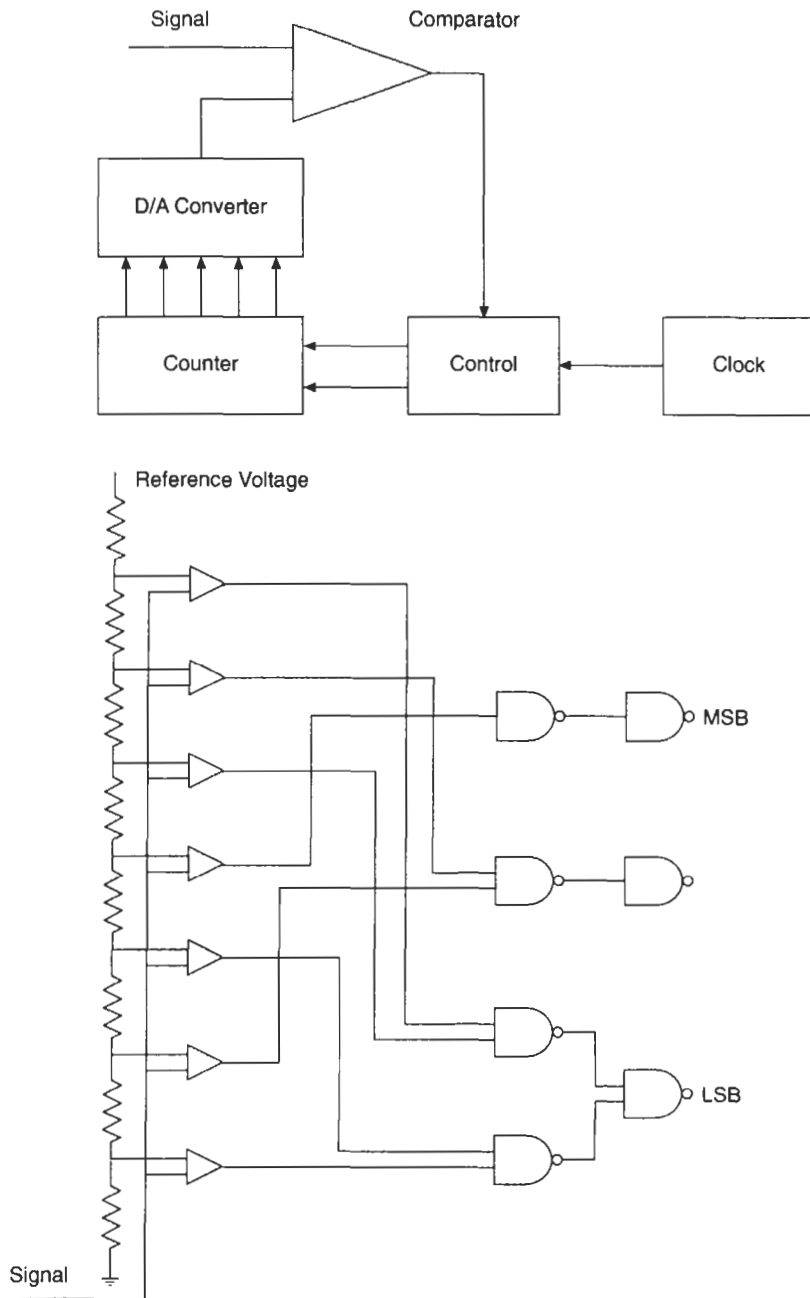 Signal
Comparator
D/A Converter
Counter
Control
Clock
Reference Voltage
MSB
LSB
Signal